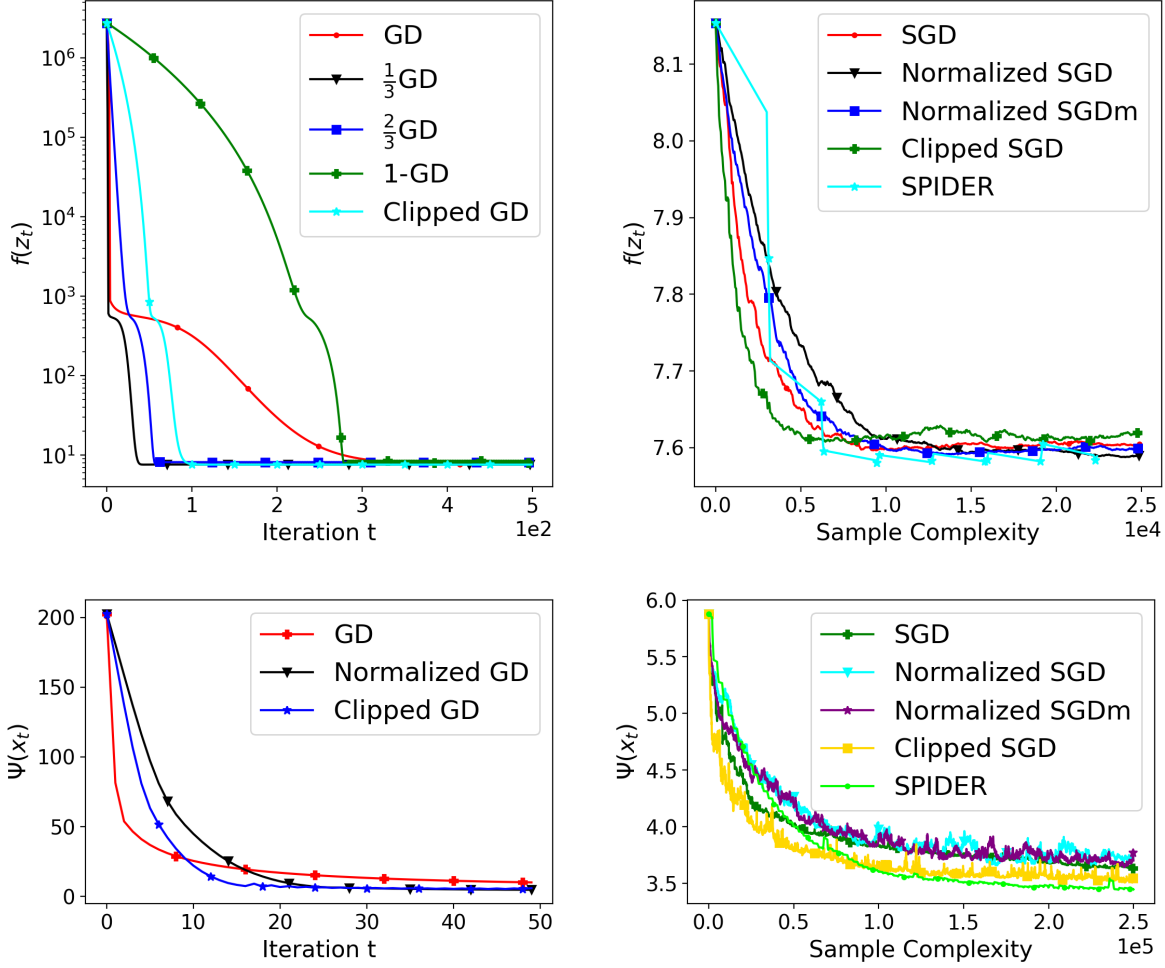 GD
1/3GD
2/3GD
1-GD
Clipped GD
10^6
10^5
10^4
10^3
10^2
10^1
f(z_t)
0 1 2 3 4 5
Iteration t
1e2
SGD
Normalized SGD
Normalized SGDm
Clipped SGD
SPIDER
8.1
8.0
7.9
7.8
7.7
7.6
f(z_t)
0.0 0.5 1.0 1.5 2.0 2.5
Sample Complexity
1e4
GD
Normalized GD
Clipped GD
200
150
100
50
0
Ψ(x_t)
0 10 20 30 40 50
Iteration t
SGD
Normalized SGD
Normalized SGDm
Clipped SGD
SPIDER
6.0
5.5
5.0
4.5
4.0
3.5
Ψ(x_t)
0.0 0.5 1.0 1.5 2.0 2.5
Sample Complexity
1e5